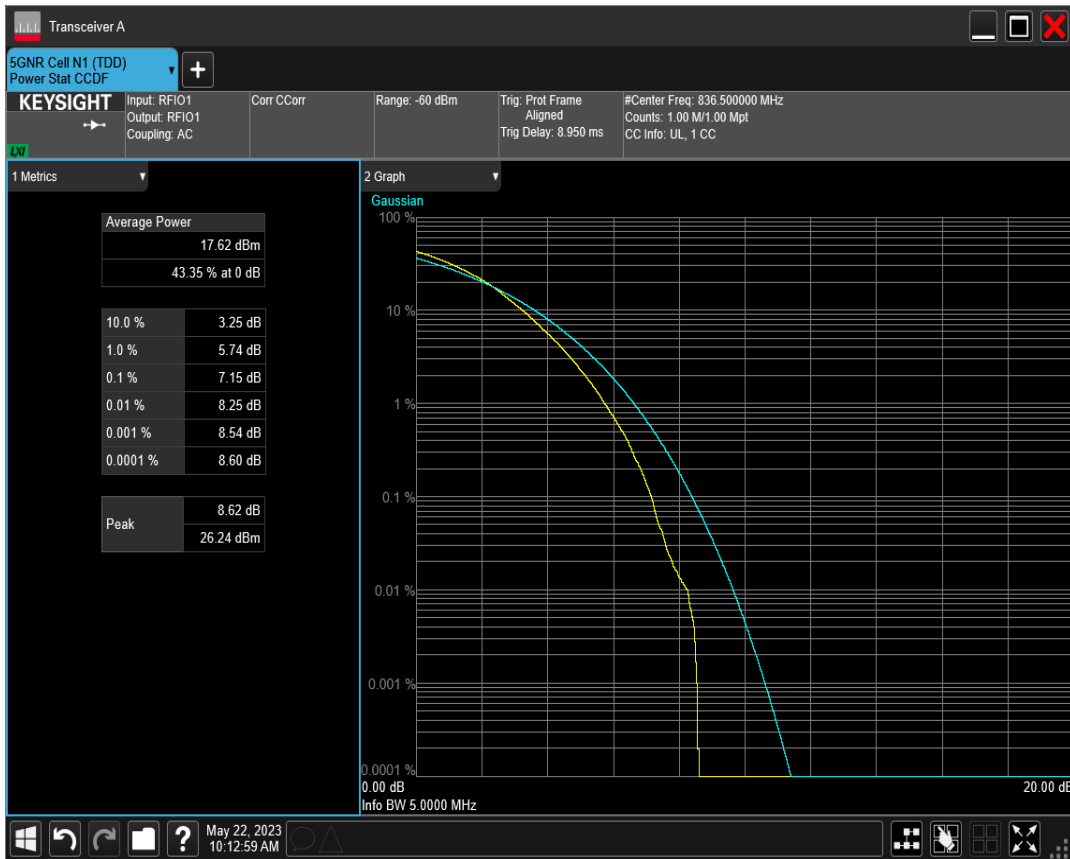 Transceiver A
5GNR Cell N1 (TDD)
Power Stat CCDF
+
KEYSIGHT
LXI
Input: RFIO1
Output: RFIO1
Coupling: AC
Corr CCorr
Range: -60 dBm
Trig: Prot Frame
Aligned
Trig Delay: 8.950 ms
#Center Freq: 836.500000 MHz
Counts: 1.00 M/1.00 Mpt
CC Info: UL, 1 CC
1 Metrics
Average Power
17.62 dBm
43.35 % at 0 dB
10.0 % 3.25 dB
1.0 % 5.74 dB
0.1 % 7.15 dB
0.01 % 8.25 dB
0.001 % 8.54 dB
0.0001 % 8.60 dB
Peak
8.62 dB
26.24 dBm
2 Graph
Gaussian
100 %
10 %
1 %
0.1 %
0.01 %
0.001 %
0.0001 %
0.00 dB 20.00 dB
Info BW 5.0000 MHz
?
May 22, 2023
10:12:59 AM